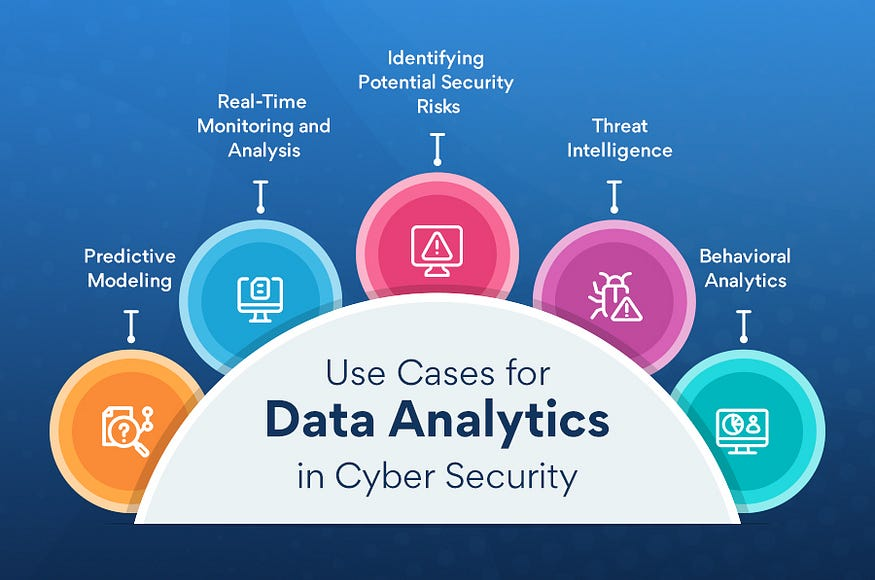 Identifying
Potential Security
Risks
Real-Time
Monitoring and
Analysis
Threat
Intelligence
Predictive
Modeling
Behavioral
Analytics
Use Cases for
Data Analytics
in Cyber Security